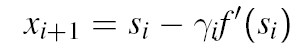 x_{i+1} = s_i − γ_i f′(s_i)